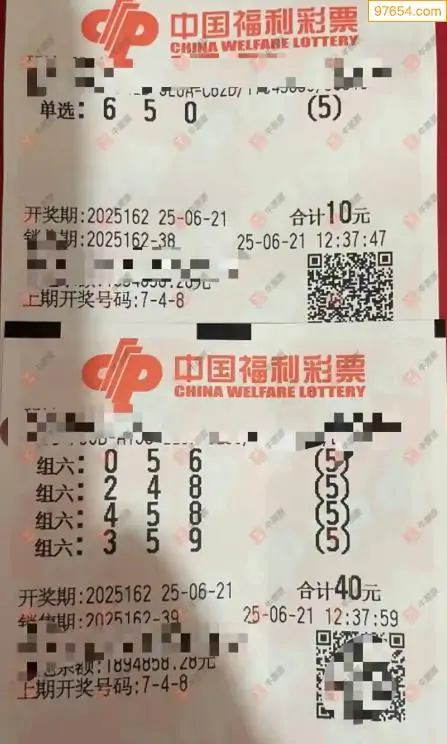 97654.com
中国福利彩票
CHINA WELFARE LOTTERY
单选: 6 5 0 (5)
开奖期:2025162 25-06-21 合计10元
销售期:2025162-38 25-06-21 12:37:47
上期开奖号码:7-4-8
中国福利彩票
CHINA WELFARE LOTTERY
组六: 0 5 6 (5)
组六: 2 4 8 (5)
组六: 4 5 8 (5)
组六: 3 5 9 (5)
开奖期:2025162 25-06-21 合计40元
销售期:2025162-39 25-06-21 12:37:59
余额:1894858.28元
上期开奖号码:7-4-8